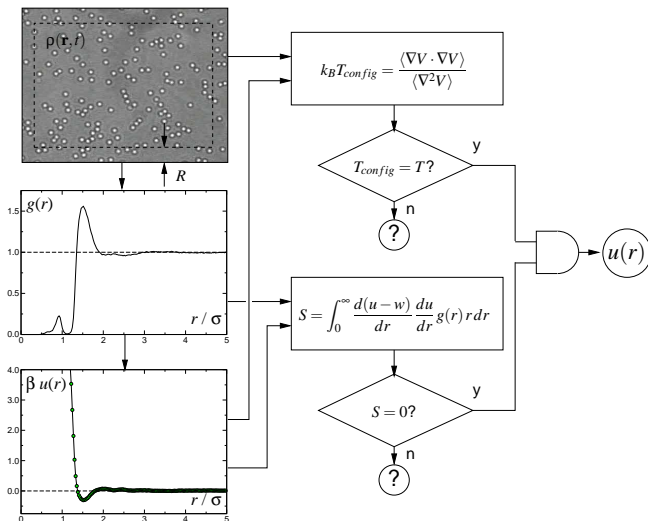 ρ(r,t)
R
g(r)
1.5
1.0
0.5
0.0
0 1 2 3 4 5
r / σ
β u(r)
4.0
3.0
2.0
1.0
0.0
0 1 2 3 4 5
r / σ
k_B T_config = ⟨∇V · ∇V⟩ / ⟨∇²V⟩
T_config = T?
y
n
?
S = ∫₀^∞ d(u−w)/dr du/dr g(r) r dr
S = 0?
y
n
?
u(r)